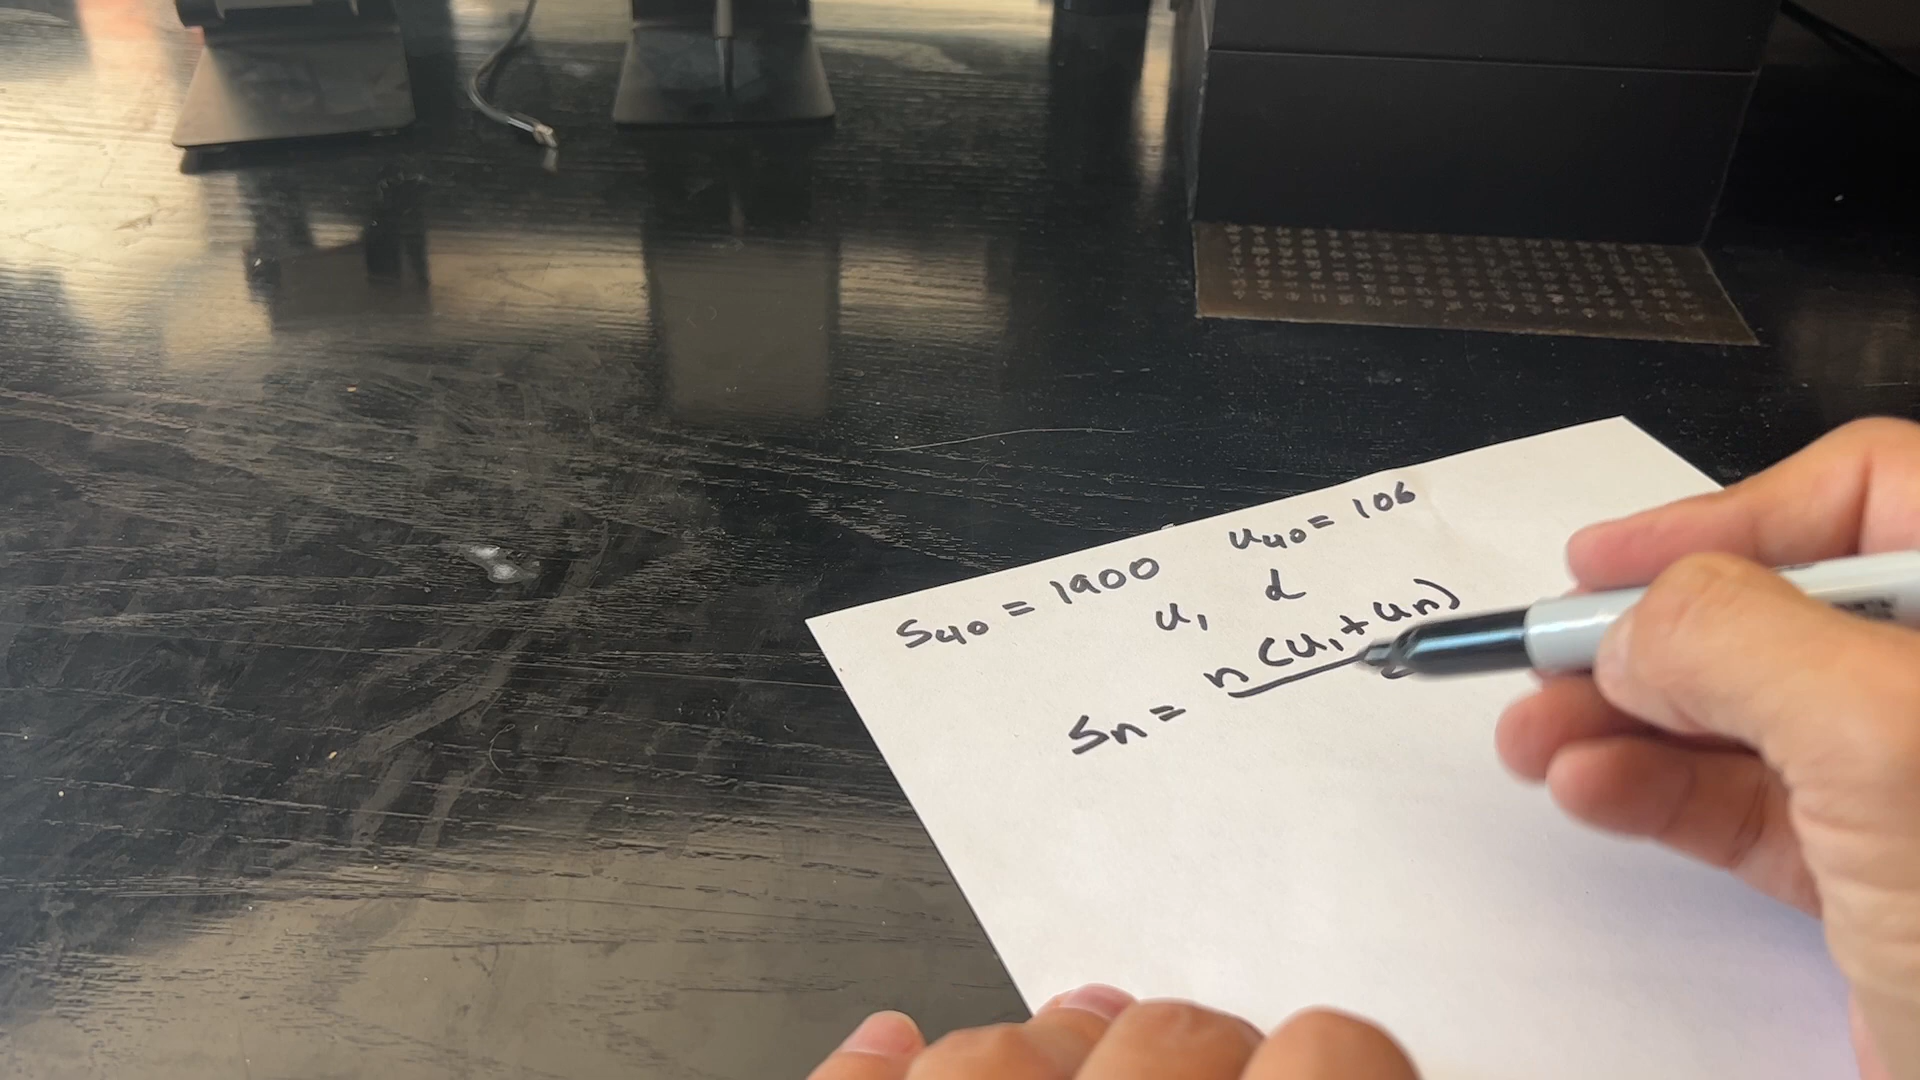 S₄₀ = 1900 u₄₀ = 106
u₁ d
Sn = n (u₁ + un)